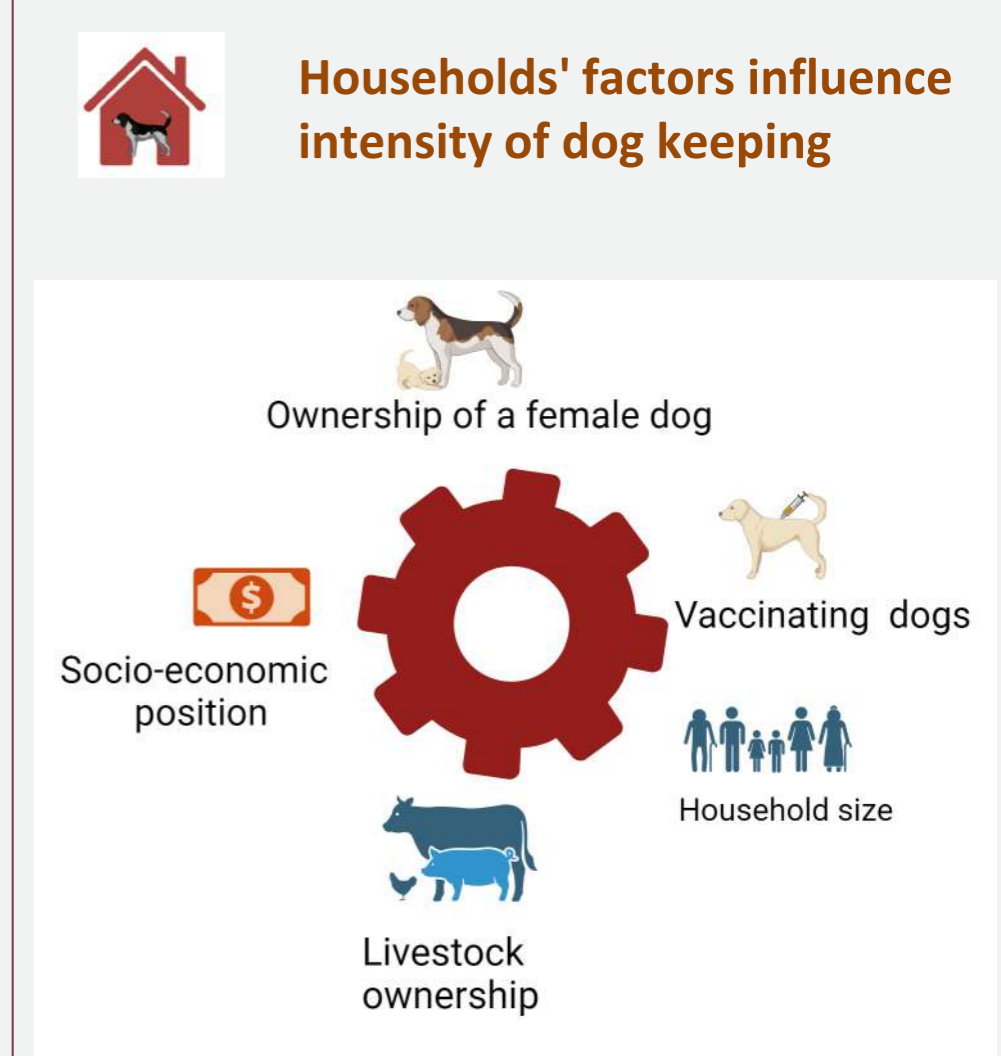 Households' factors influence
intensity of dog keeping
Ownership of a female dog
$
Vaccinating dogs
Socio-economic
position
Household size
Livestock
ownership